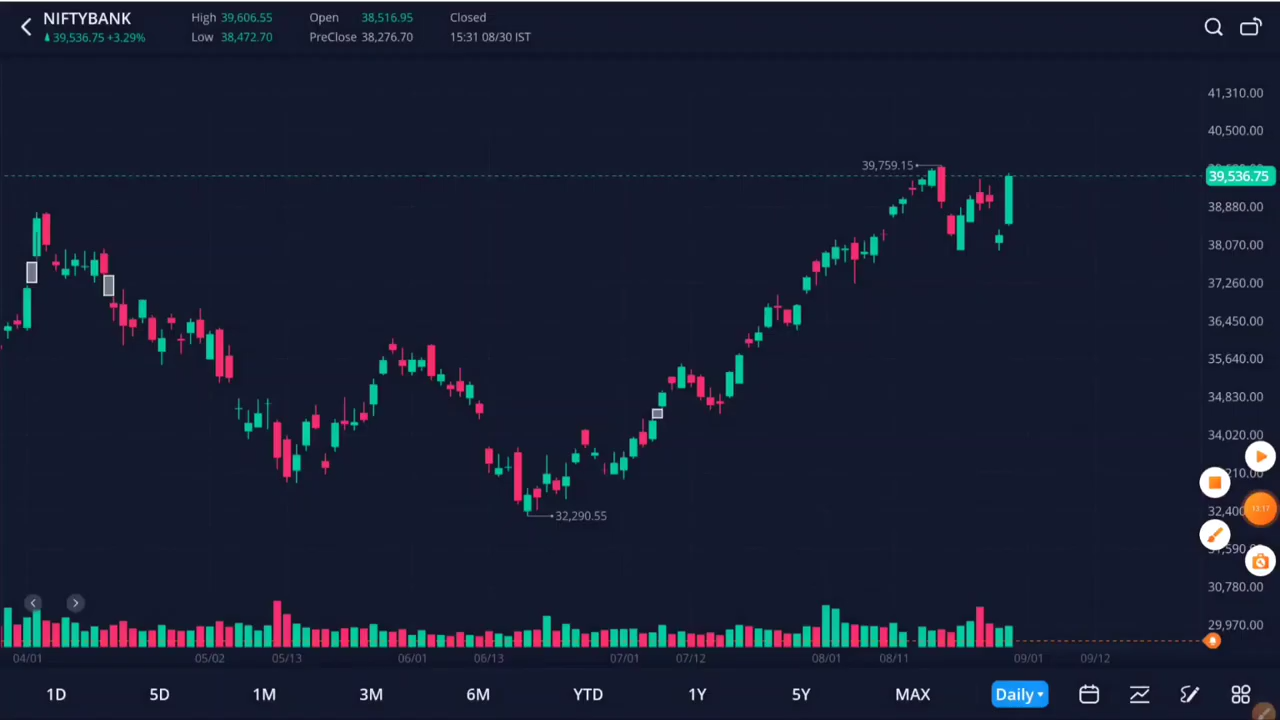 NIFTYBANK
39,536.75 +3.29%
High 39,606.55
Low 38,472.70
Open 38,516.95
PreClose 38,276.70
Closed
15:31 08/30 IST
41,310.00
40,500.00
39,759.15
39,536.75
38,880.00
38,070.00
37,260.00
36,450.00
35,640.00
34,830.00
34,020.00
32,290.55
30,780.00
29,970.00
13:17
04/01 05/02 05/13 06/01 06/13 07/01 07/12 08/01 08/11 09/01 09/12
1D 5D 1M 3M 6M YTD 1Y 5Y MAX Daily